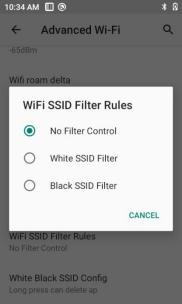 10:34 AM
Advanced Wi-Fi
-65dBm
Wifi roam delta
WiFi SSID Filter Rules
No Filter Control
White SSID Filter
Black SSID Filter
CANCEL
WiFi SSID Filter Rules
No Filter Control
White Black SSID Config
Long press can delete ap